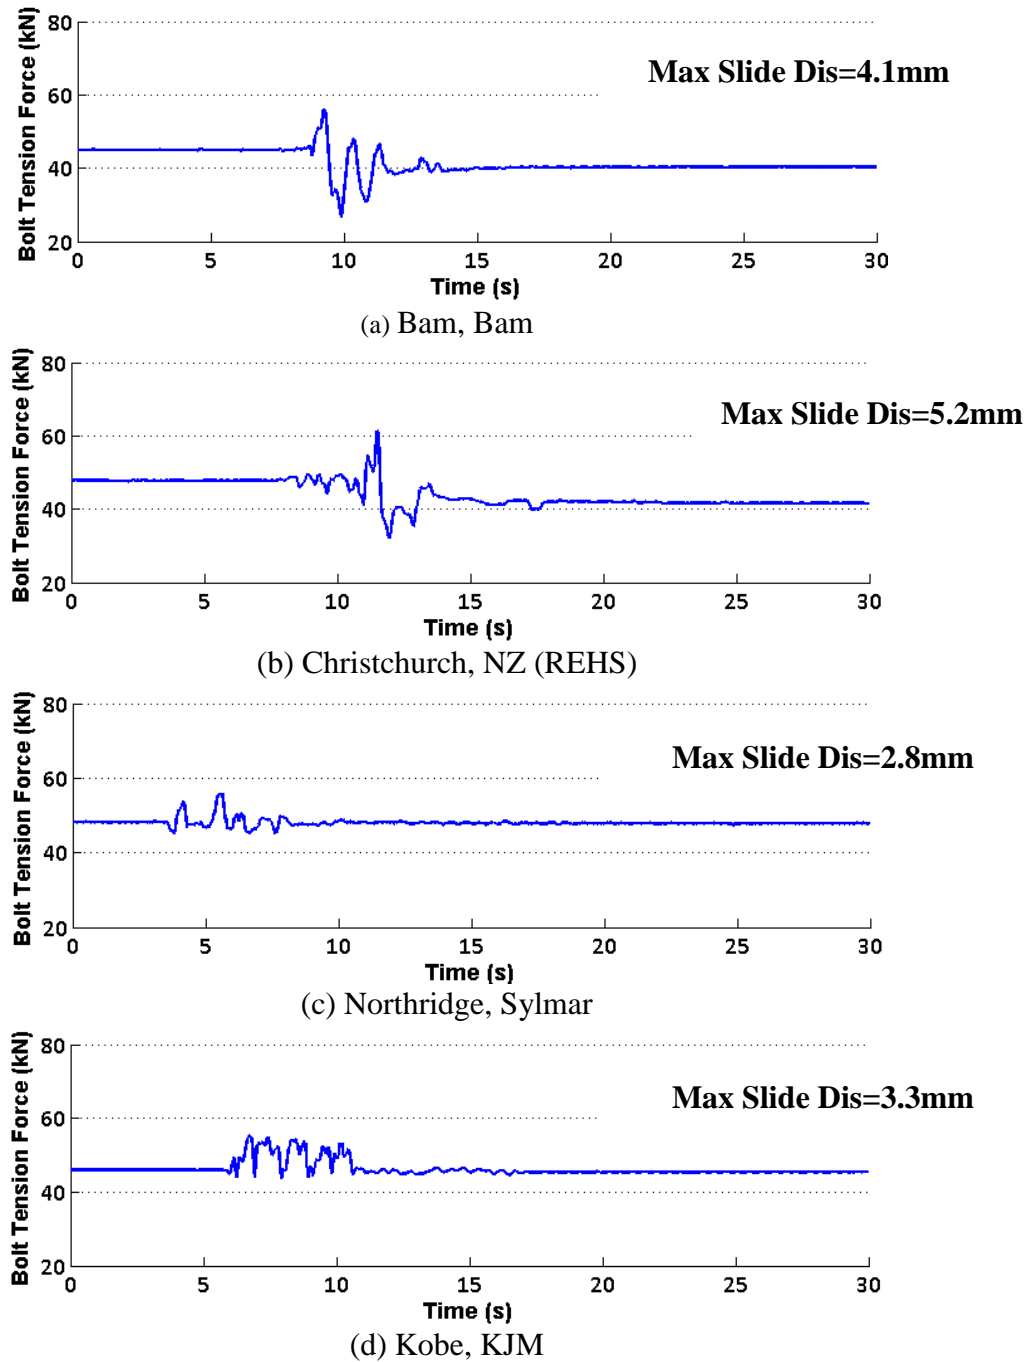 80
Bolt Tension Force (kN)
Max Slide Dis=4.1mm
60
40
20
0 5 10 15 20 25 30
Time (s)
(a) Bam, Bam
80
Bolt Tension Force (kN)
Max Slide Dis=5.2mm
60
40
20
0 5 10 15 20 25 30
Time (s)
(b) Christchurch, NZ (REHS)
80
Bolt Tension Force (kN)
Max Slide Dis=2.8mm
60
40
20
0 5 10 15 20 25 30
Time (s)
(c) Northridge, Sylmar
80
Bolt Tension Force (kN)
Max Slide Dis=3.3mm
60
40
20
0 5 10 15 20 25 30
Time (s)
(d) Kobe, KJM